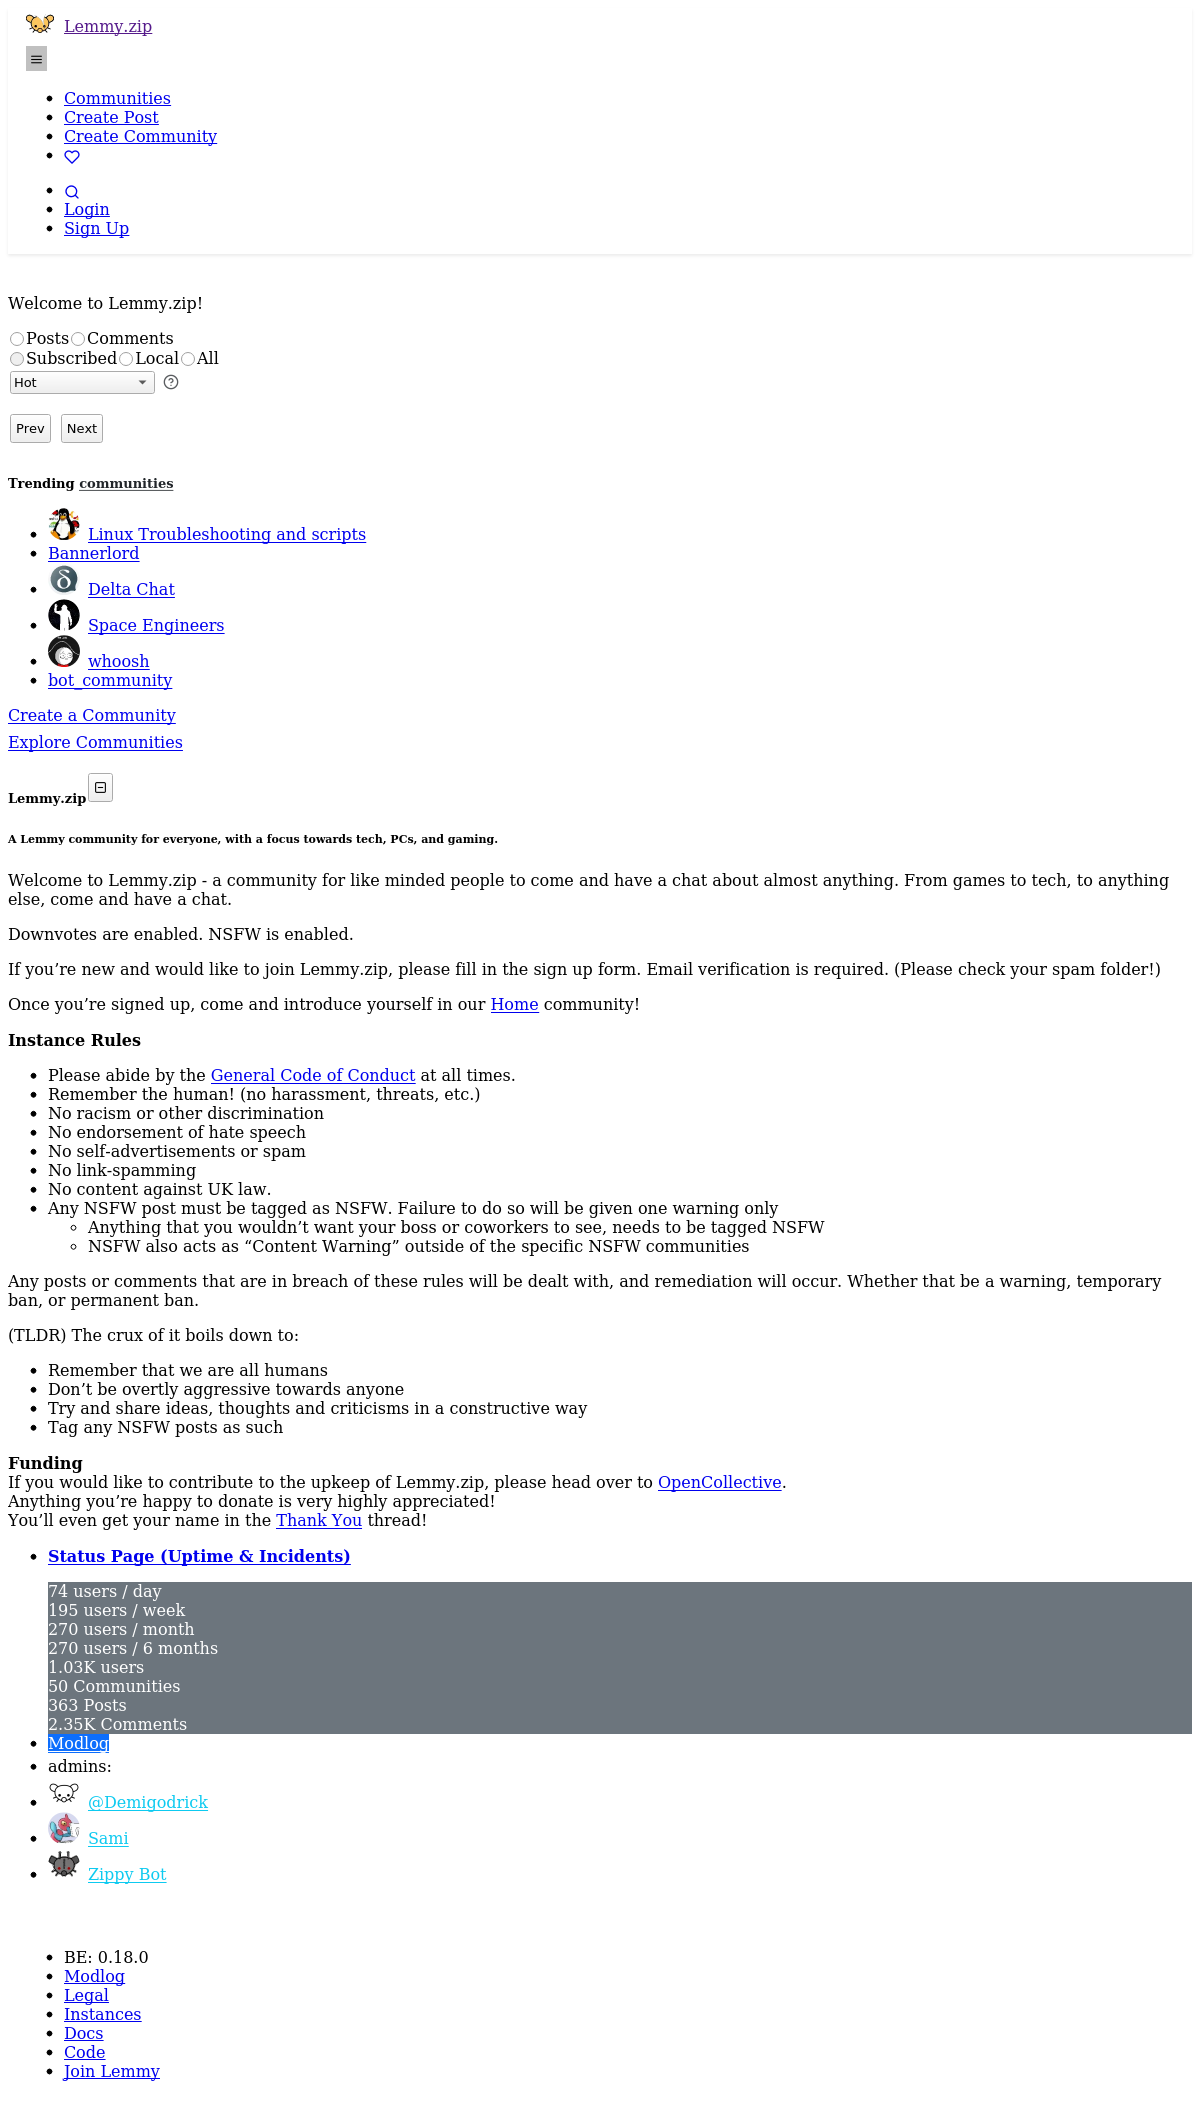 Lemmy.zip
Communities
Create Post
Create Community
Login
Sign Up
Welcome to Lemmy.zip!
Posts Comments
Subscribed Local All
Hot
Prev Next
Trending communities
Linux Troubleshooting and scripts
Bannerlord
Delta Chat
Space Engineers
whoosh
bot_community
Create a Community
Explore Communities
Lemmy.zip
A Lemmy community for everyone, with a focus towards tech, PCs, and gaming.
Welcome to Lemmy.zip - a community for like minded people to come and have a chat about almost anything. From games to tech, to anything
else, come and have a chat.
Downvotes are enabled. NSFW is enabled.
If you’re new and would like to join Lemmy.zip, please fill in the sign up form. Email verification is required. (Please check your spam folder!)
Once you’re signed up, come and introduce yourself in our Home community!
Instance Rules
Please abide by the General Code of Conduct at all times.
Remember the human! (no harassment, threats, etc.)
No racism or other discrimination
No endorsement of hate speech
No self-advertisements or spam
No link-spamming
No content against UK law.
Any NSFW post must be tagged as NSFW. Failure to do so will be given one warning only
Anything that you wouldn’t want your boss or coworkers to see, needs to be tagged NSFW
NSFW also acts as “Content Warning” outside of the specific NSFW communities
Any posts or comments that are in breach of these rules will be dealt with, and remediation will occur. Whether that be a warning, temporary
ban, or permanent ban.
(TLDR) The crux of it boils down to:
Remember that we are all humans
Don’t be overtly aggressive towards anyone
Try and share ideas, thoughts and criticisms in a constructive way
Tag any NSFW posts as such
Funding
If you would like to contribute to the upkeep of Lemmy.zip, please head over to OpenCollective.
Anything you’re happy to donate is very highly appreciated!
You’ll even get your name in the Thank You thread!
Status Page (Uptime & Incidents)
74 users / day
195 users / week
270 users / month
270 users / 6 months
1.03K users
50 Communities
363 Posts
2.35K Comments
Modlog
admins:
@Demigodrick
Sami
Zippy Bot
BE: 0.18.0
Modlog
Legal
Instances
Docs
Code
Join Lemmy